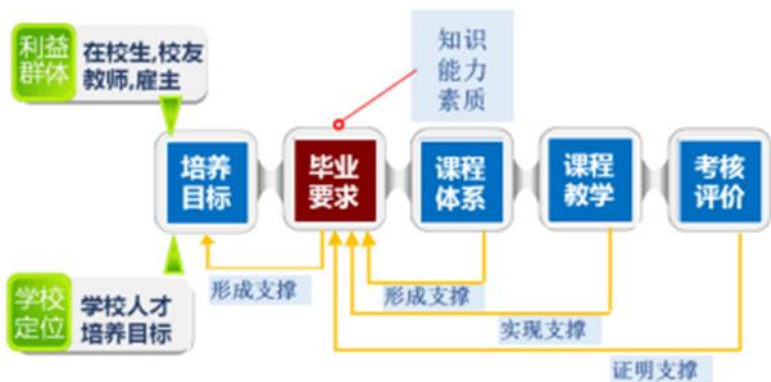 利益
群体
在校生,校友
教师,雇主
知识
能力
素质
培养
目标
毕业
要求
课程
体系
课程
教学
考核
评价
形成支撑
形成支撑
实现支撑
证明支撑
学校
定位
学校人才
培养目标